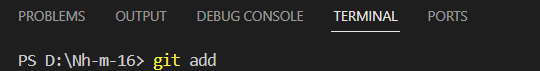 PROBLEMS OUTPUT DEBUG CONSOLE TERMINAL PORTS
PS D:\Nh-m-16> git add